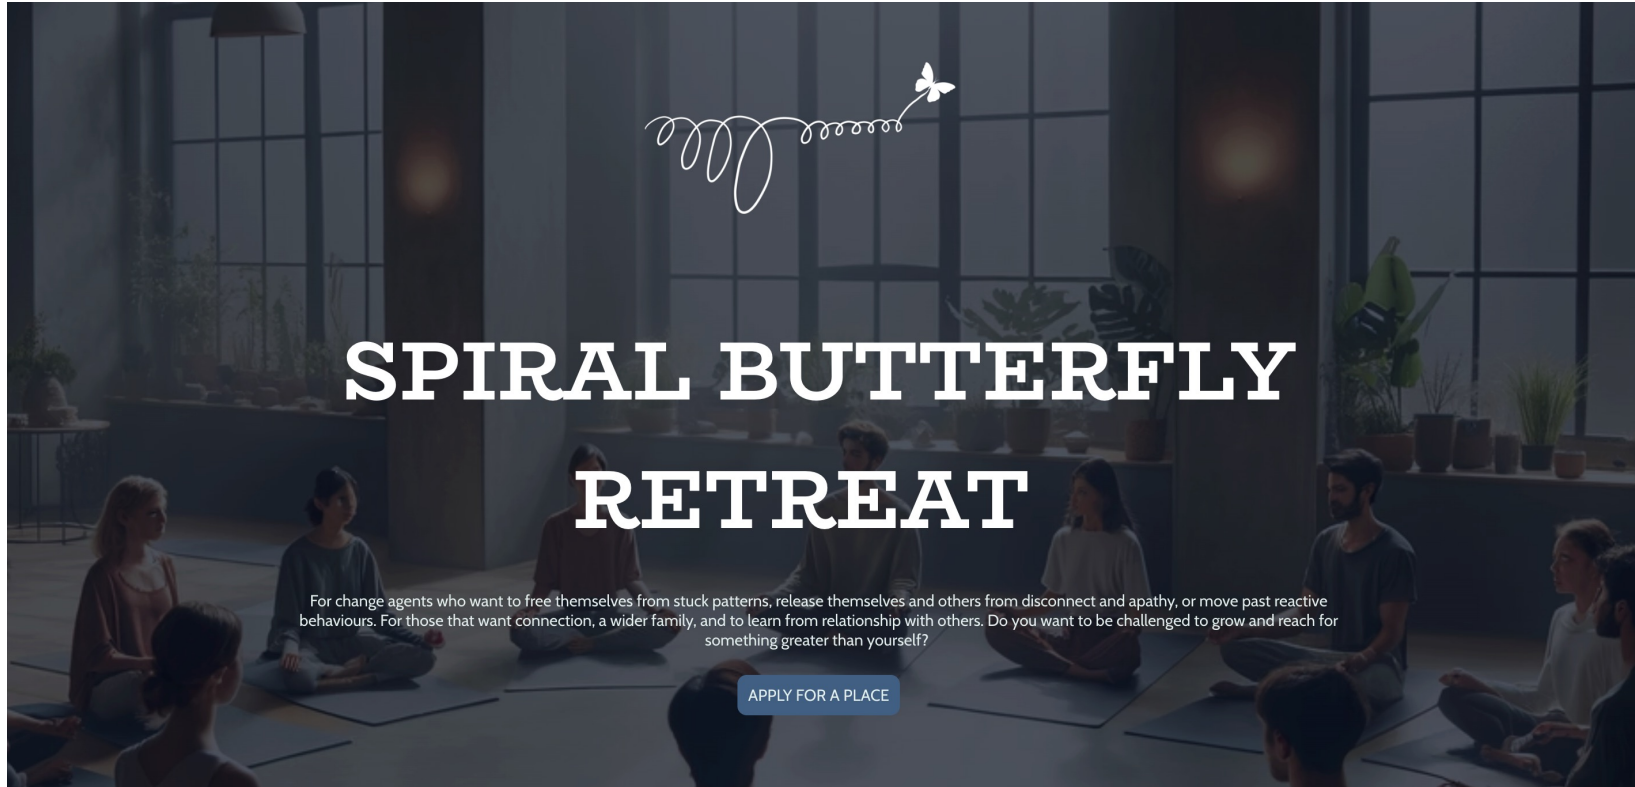 SPIRAL BUTTERFLY
RETREAT
For change agents who want to free themselves from stuck patterns, release themselves and others from disconnect and apathy, or move past reactive
behaviours. For those that want connection, a wider family, and to learn from relationship with others. Do you want to be challenged to grow and reach for
something greater than yourself?
APPLY FOR A PLACE